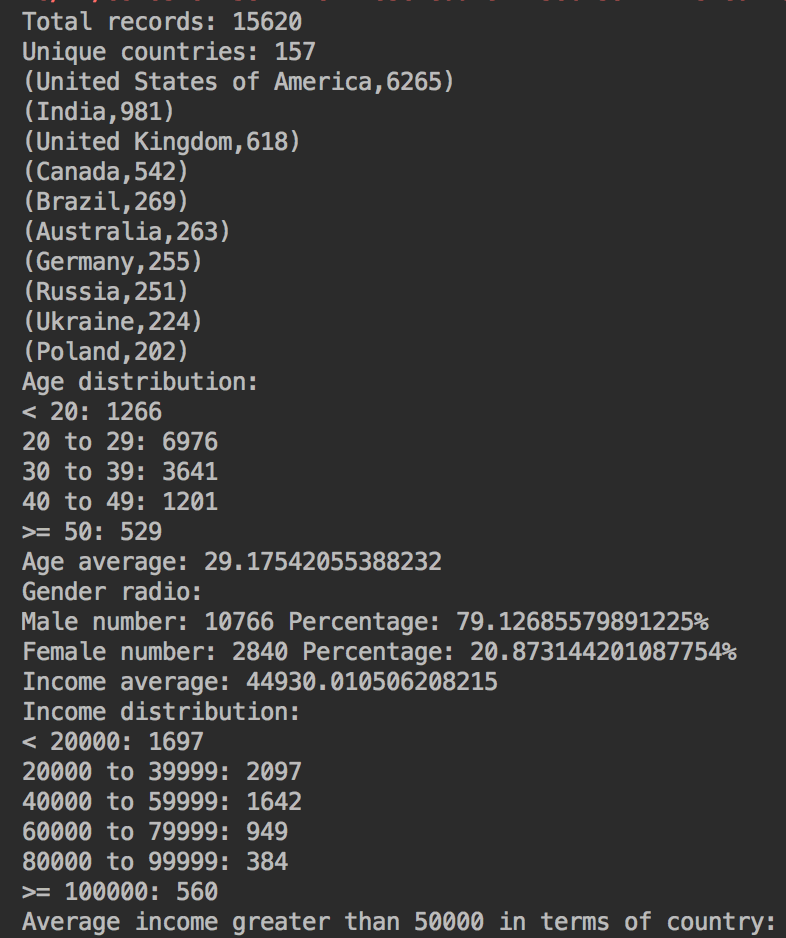 Total records: 15620
Unique countries: 157
(United States of America,6265)
(India,981)
(United Kingdom,618)
(Canada,542)
(Brazil,269)
(Australia,263)
(Germany,255)
(Russia,251)
(Ukraine,224)
(Poland,202)
Age distribution:
< 20: 1266
20 to 29: 6976
30 to 39: 3641
40 to 49: 1201
>= 50: 529
Age average: 29.17542055388232
Gender radio:
Male number: 10766 Percentage: 79.12685579891225%
Female number: 2840 Percentage: 20.873144201087754%
Income average: 44930.010506208215
Income distribution:
< 20000: 1697
20000 to 39999: 2097
40000 to 59999: 1642
60000 to 79999: 949
80000 to 99999: 384
>= 100000: 560
Average income greater than 50000 in terms of country: